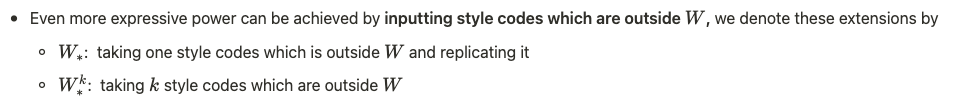 • Even more expressive power can be achieved by inputting style codes which are outside W, we denote these extensions by
◦ W_*: taking one style codes which is outside W and replicating it
◦ W_*^k: taking k style codes which are outside W